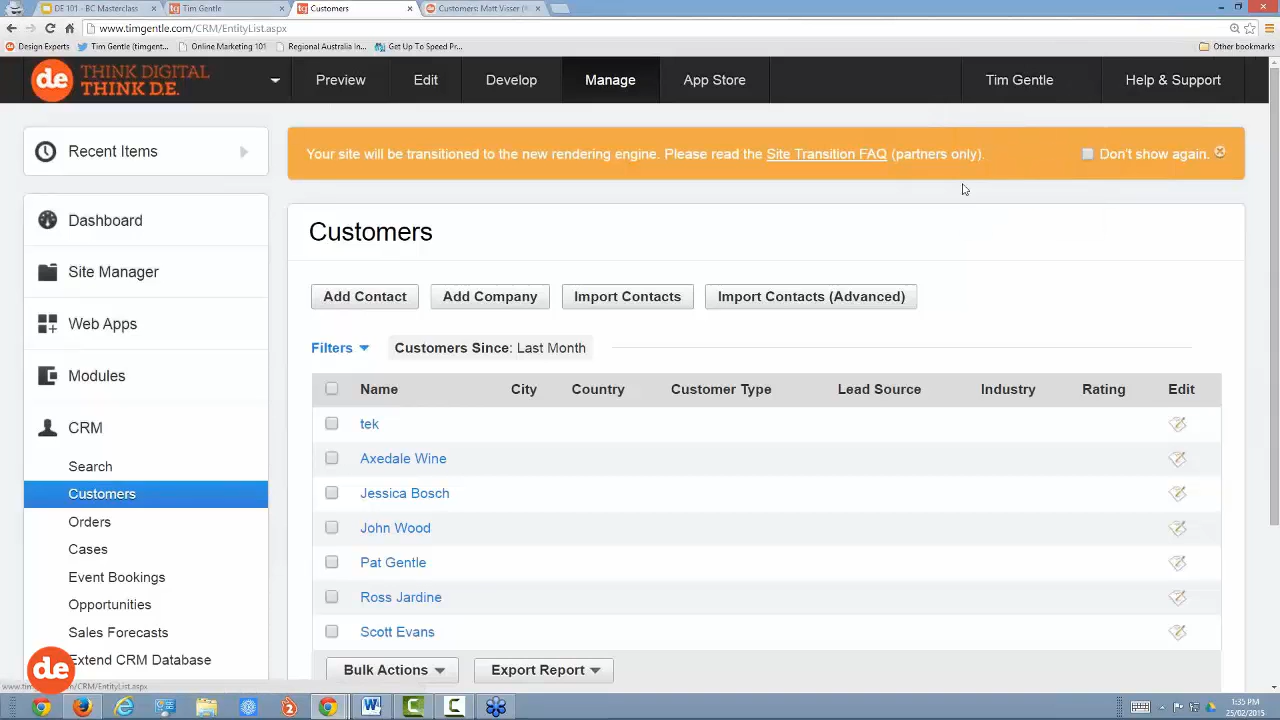 DE 101 - BC Masterclass
Tim Gentle
Customers
Customers Matt Visser (
www.timgentle.com/CRM/EntityList.aspx
Design Experts
Tim Gentle (timgent...
Online Marketing 101
Regional Australia In...
Get Up To Speed Pr...
Other bookmarks
d.e.
THINK DIGITAL
THINK D.E.
Preview
Edit
Develop
Manage
App Store
Tim Gentle
Help & Support
Recent Items
Your site will be transitioned to the new rendering engine. Please read the Site Transition FAQ (partners only).
Don't show again.
Dashboard
Site Manager
Web Apps
Modules
CRM
Search
Customers
Orders
Cases
Event Bookings
Opportunities
Sales Forecasts
Extend CRM Database
Customers
Add Contact
Add Company
Import Contacts
Import Contacts (Advanced)
Filters
Customers Since: Last Month
Name City Country Customer Type Lead Source Industry Rating Edit
tek
Axedale Wine
Jessica Bosch
John Wood
Pat Gentle
Ross Jardine
Scott Evans
Bulk Actions
Export Report
de
www.timgentle.com/CRM/EntityList.aspx
1:35 PM
25/02/2015